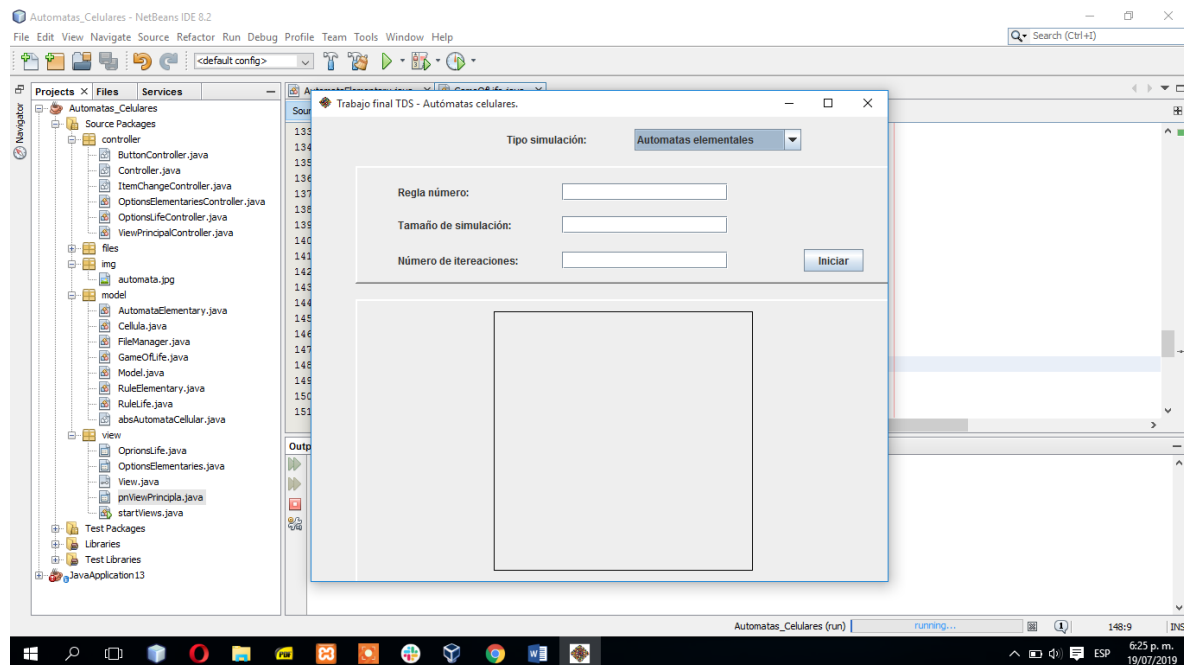 Automatas_Celulares - NetBeans IDE 8.2
File Edit View Navigate Source Refactor Run Debug Profile Team Tools Window Help
Search (Ctrl+I)
<default config>
Projects Files Services
Navigator
Automatas_Celulares
Source Packages
controller
ButtonController.java
Controller.java
ItemChangeController.java
OptionsElementariesController.java
OptionsLifeController.java
ViewPrincipalController.java
files
img
automata.jpg
model
AutomataElementary.java
Cellula.java
FileManager.java
GameOfLife.java
Model.java
RuleElementary.java
RuleLife.java
absAutomataCellular.java
view
OprionsLife.java
OptionsElementaries.java
View.java
pnViewPrincipla.java
startViews.java
Test Packages
Libraries
Test Libraries
JavaApplication13
Sour
133
134
135
136
137
138
139
140
141
142
143
144
145
146
147
148
149
150
151
Outp
Trabajo final TDS - Autómatas celulares.
Tipo simulación: Automatas elementales
Regla número:
Tamaño de simulación:
Número de itereaciones:
Iniciar
Automatas_Celulares (run) running... 148:9 INS
PDF
ESP
6:25 p. m.
19/07/2019